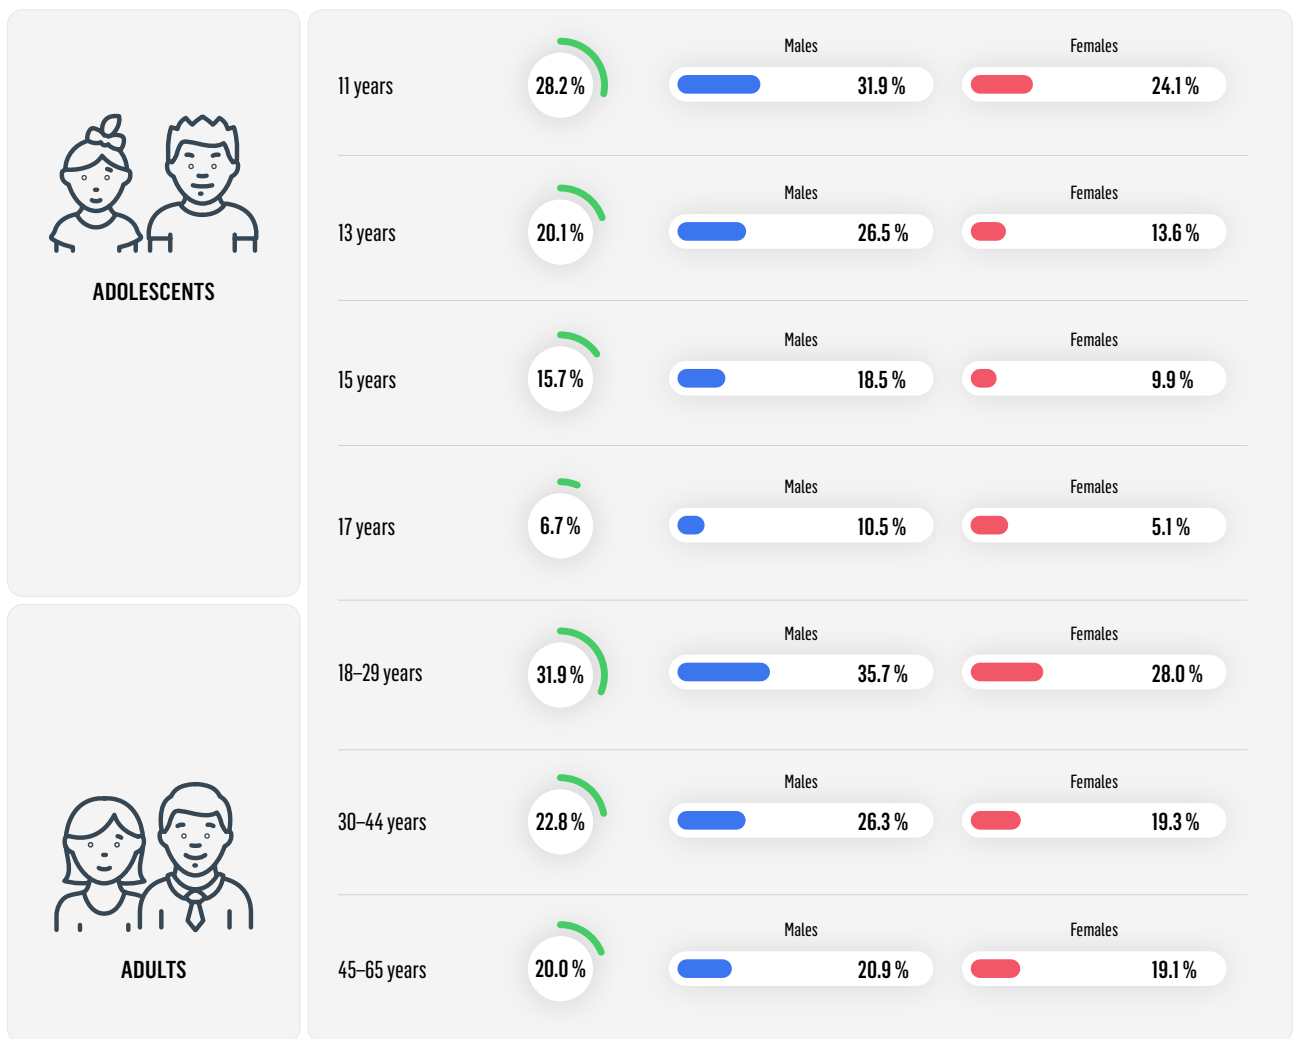 ADOLESCENTS
11 years
28.2 %
Males
31.9 %
Females
24.1 %
13 years
20.1 %
Males
26.5 %
Females
13.6 %
15 years
15.7 %
Males
18.5 %
Females
9.9 %
17 years
6.7 %
Males
10.5 %
Females
5.1 %
ADULTS
18–29 years
31.9 %
Males
35.7 %
Females
28.0 %
30–44 years
22.8 %
Males
26.3 %
Females
19.3 %
45–65 years
20.0 %
Males
20.9 %
Females
19.1 %